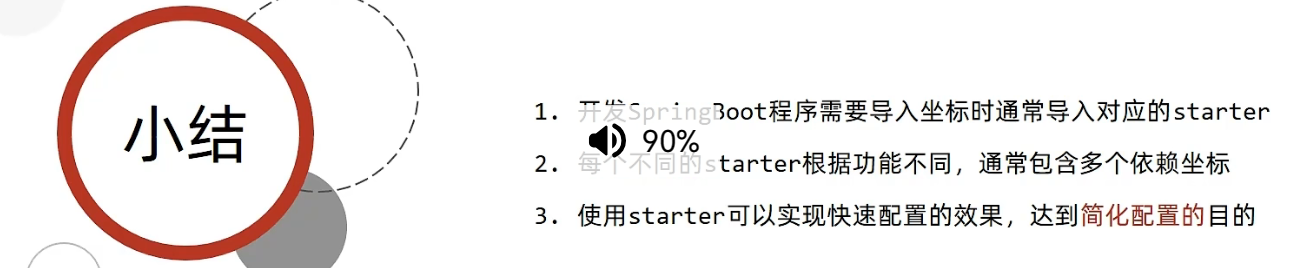 小结
1. 开发SpringBoot程序需要导入坐标时通常导入对应的starter
90%
2. 每个不同的starter根据功能不同，通常包含多个依赖坐标
3. 使用starter可以实现快速配置的效果，达到简化配置的目的